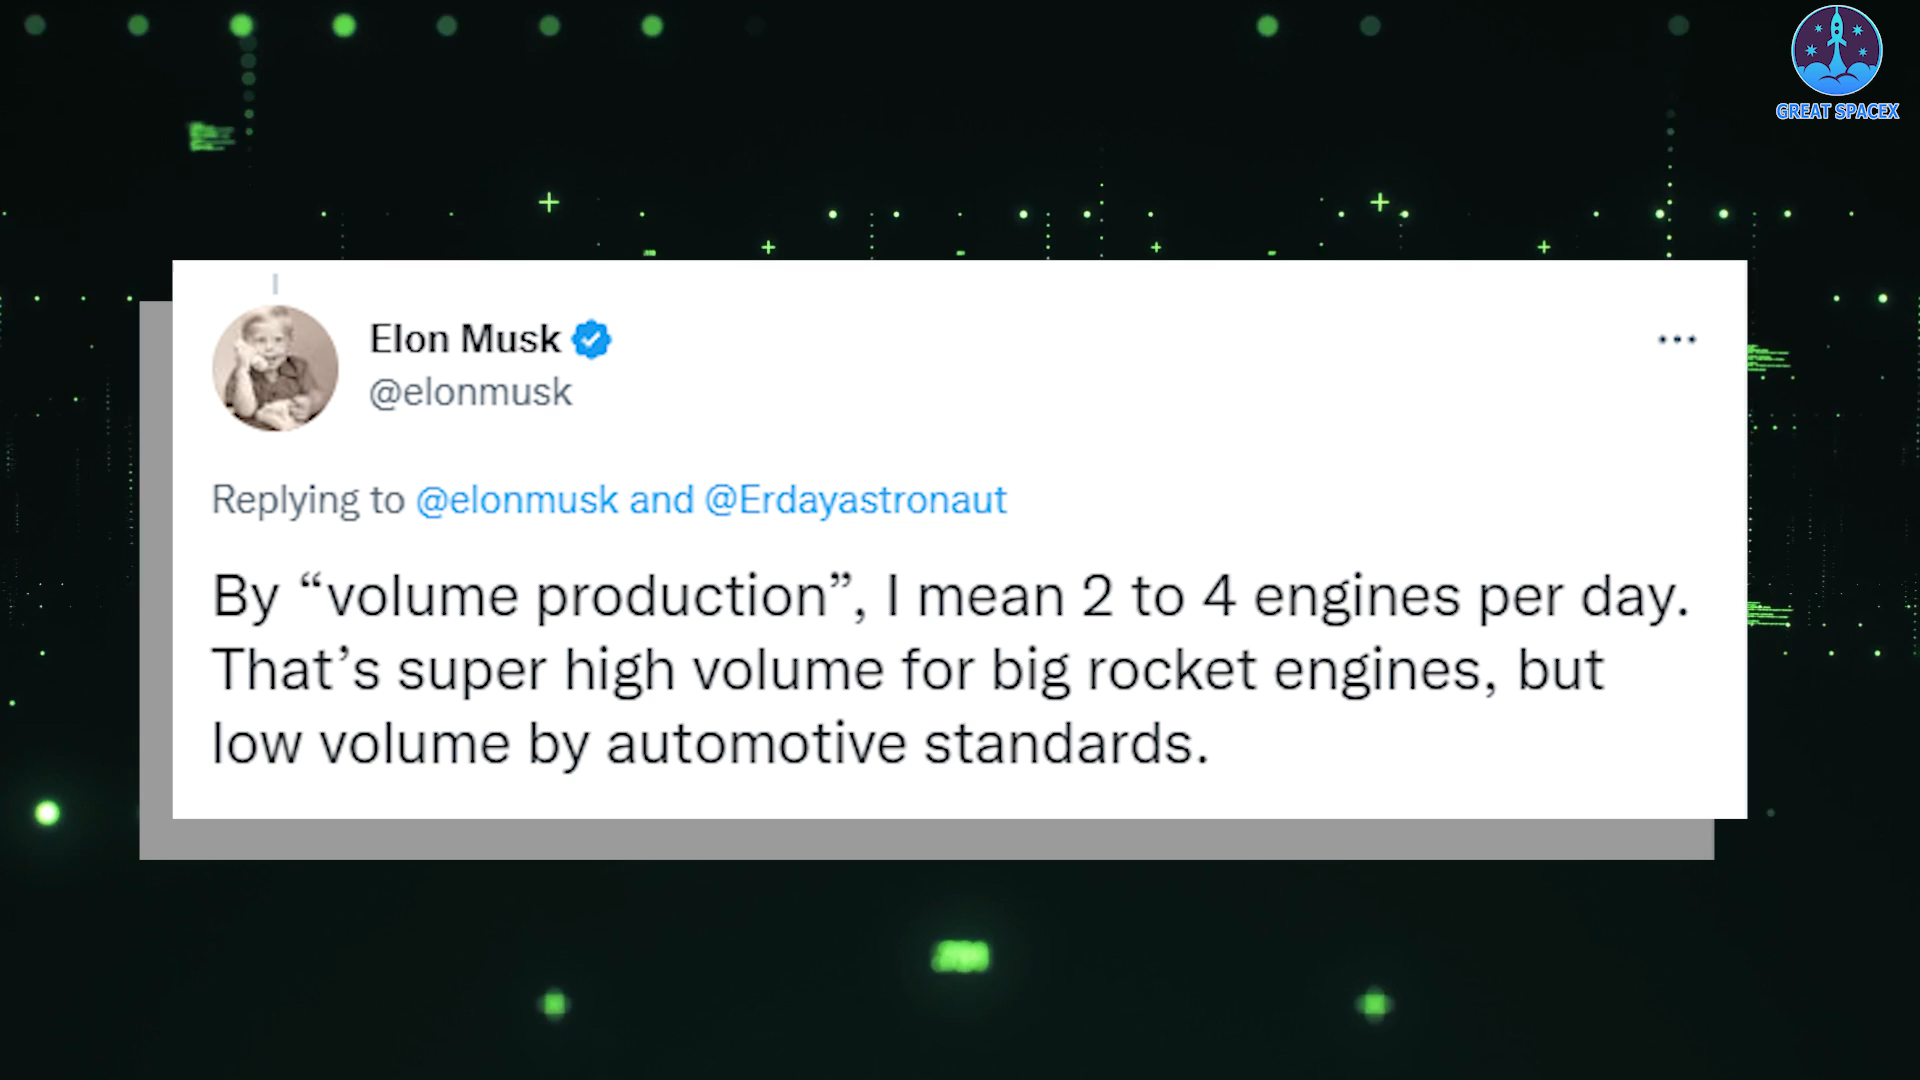 GREAT SPACEX
Elon Musk
@elonmusk
Replying to @elonmusk and @Erdayastronaut
By “volume production”, I mean 2 to 4 engines per day.
That’s super high volume for big rocket engines, but
low volume by automotive standards.